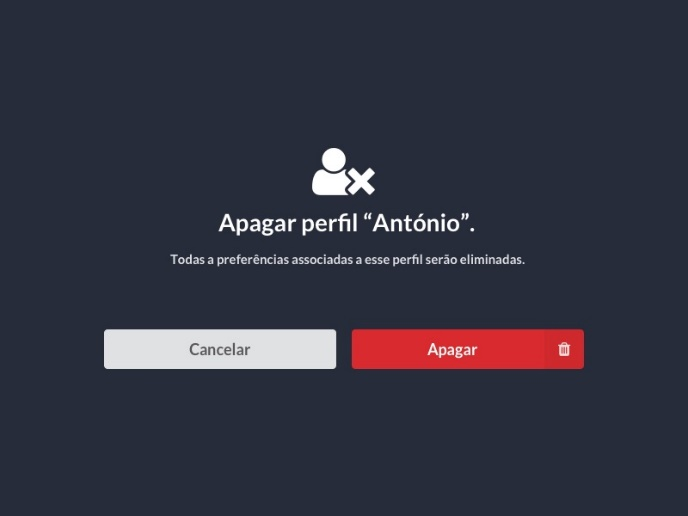 Apagar perfil “António”.
Todas a preferências associadas a esse perfil serão eliminadas.
Cancelar
Apagar